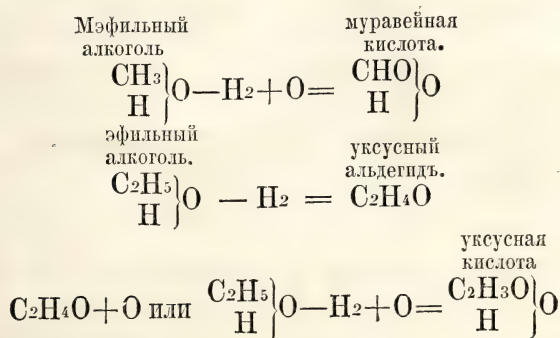 Мэфильный муравейная
алкоголь кислота.
CH3 CHO
}O—H2+O= }O
H H
эфильный уксусный
алкоголь. альдегидъ.
C2H5
}O — H2 = C2H4O
H
уксусная
кислота
C2H5 C2H3O
C2H4O+O или }O—H2+O= }O
H H